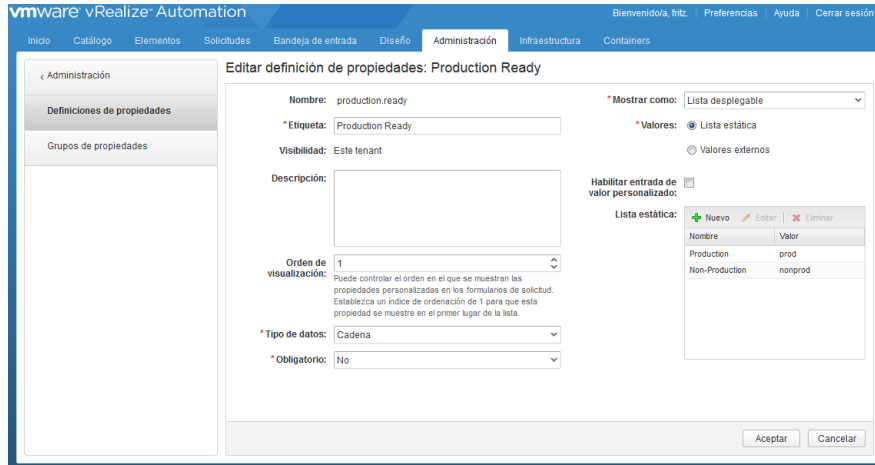 vmware vRealize Automation
Bienvenido/a, fritz. Preferencias Ayuda Cerrar sesión
Inicio Catálogo Elementos Solicitudes Bandeja de entrada Diseño Administración Infraestructura Containers
Administración
Definiciones de propiedades
Grupos de propiedades
Editar definición de propiedades: Production Ready
Nombre: production.ready
* Etiqueta: Production Ready
Visibilidad: Este tenant
Descripción:
Orden de visualización: 1
Puede controlar el orden en el que se muestran las
propiedades personalizadas en los formularios de solicitud.
Establezca un índice de ordenación de 1 para que esta
propiedad se muestre en el primer lugar de la lista.
* Tipo de datos: Cadena
* Obligatorio: No
* Mostrar como: Lista desplegable
* Valores: Lista estática
Valores externos
Habilitar entrada de
valor personalizado:
Lista estática: Nuevo Editar Eliminar
Nombre Valor
Production prod
Non-Production nonprod
Aceptar Cancelar